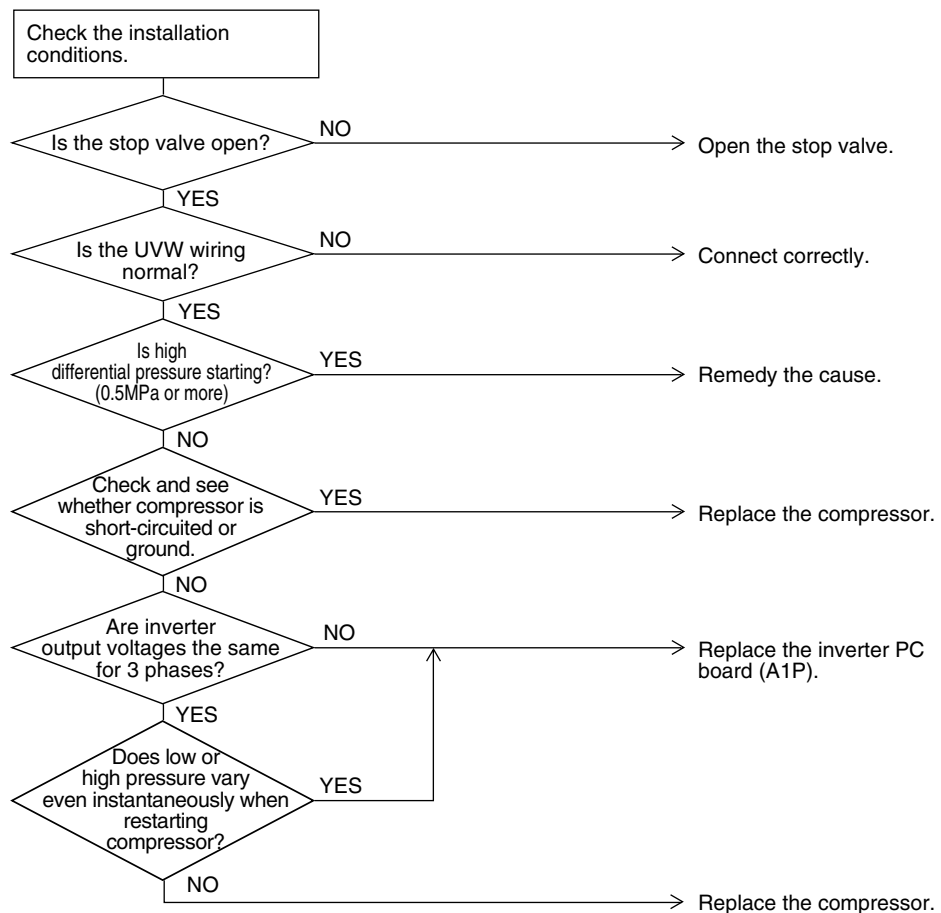 Check the installation
conditions.
Is the stop valve open?
NO
Open the stop valve.
YES
Is the UVW wiring
normal?
NO
Connect correctly.
YES
Is high
differential pressure starting?
(0.5MPa or more)
YES
Remedy the cause.
NO
Check and see
whether compressor is
short-circuited or
ground.
YES
Replace the compressor.
NO
Are inverter
output voltages the same
for 3 phases?
NO
Replace the inverter PC
board (A1P).
YES
Does low or
high pressure vary
even instantaneously when
restarting
compressor?
YES
NO
Replace the compressor.